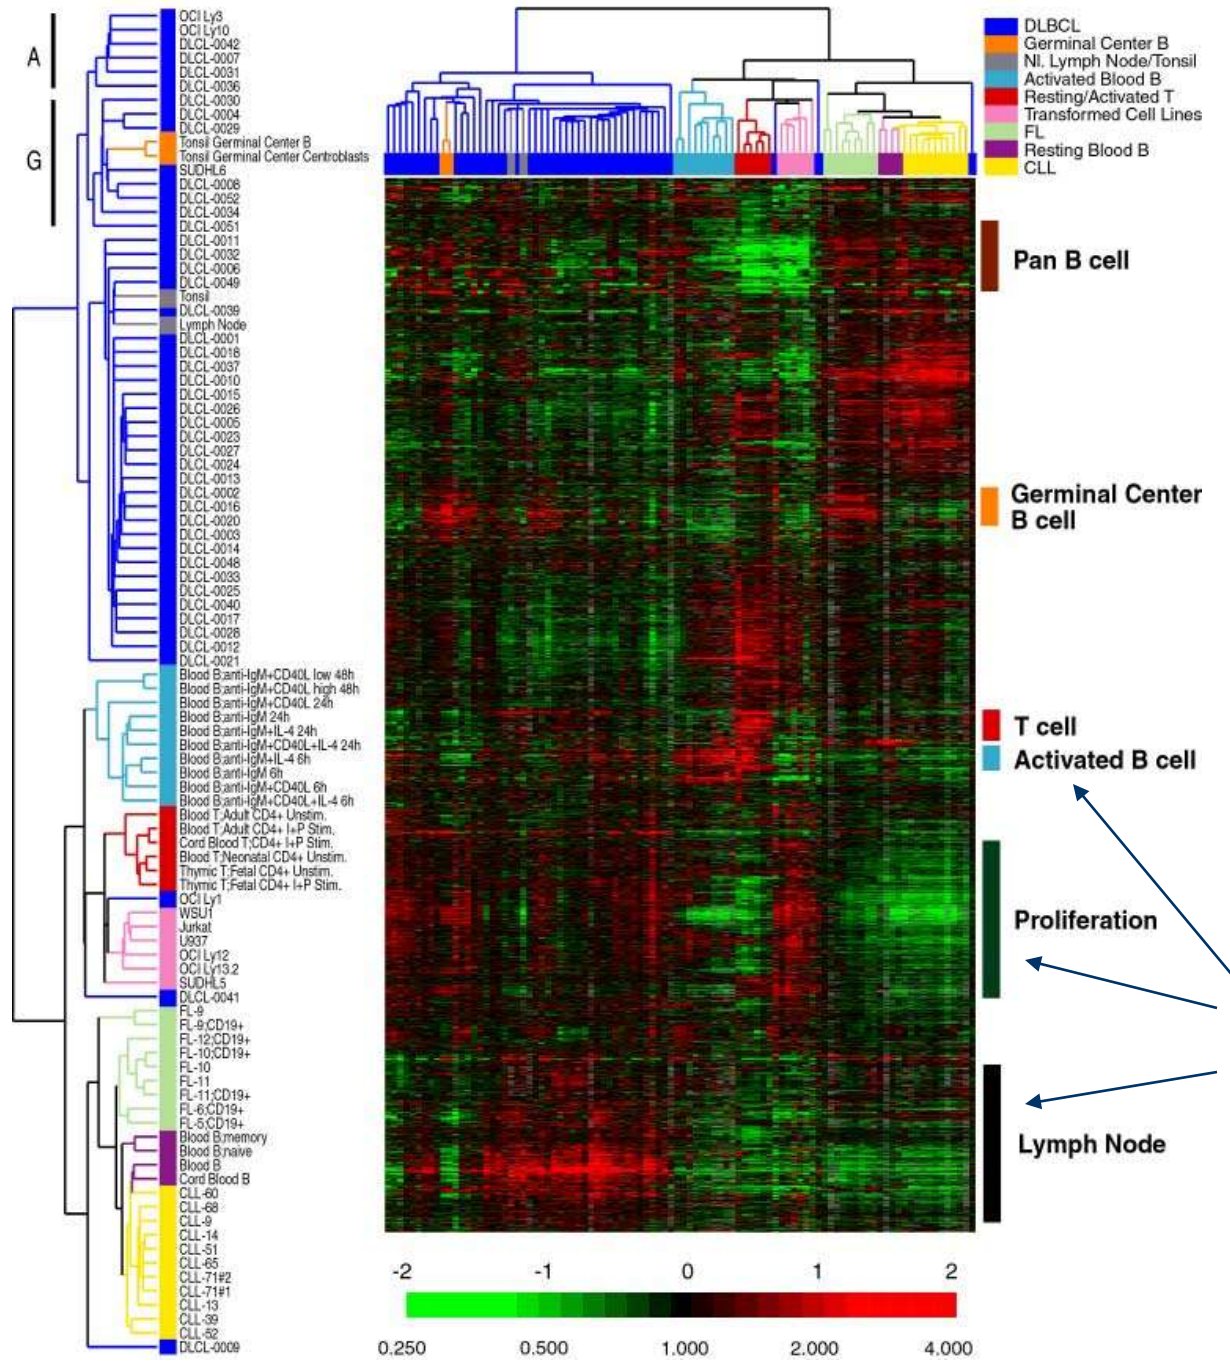 A
G
OCI Ly3
OCI Ly10
DLCL-0042
DLCL-0007
DLCL-0031
DLCL-0036
DLCL-0030
DLCL-0004
DLCL-0029
Tonsil Germinal Center B
Tonsil Germinal Center Centroblasts
SUDHL6
DLCL-0008
DLCL-0052
DLCL-0034
DLCL-0051
DLCL-0011
DLCL-0032
DLCL-0006
DLCL-0049
Tonsil
DLCL-0039
Lymph Node
DLCL-0001
DLCL-0018
DLCL-0037
DLCL-0010
DLCL-0015
DLCL-0026
DLCL-0005
DLCL-0023
DLCL-0027
DLCL-0024
DLCL-0013
DLCL-0002
DLCL-0016
DLCL-0020
DLCL-0003
DLCL-0014
DLCL-0048
DLCL-0033
DLCL-0025
DLCL-0040
DLCL-0017
DLCL-0028
DLCL-0012
DLCL-0021
Blood B;anti-IgM+CD40L low 48h
Blood B;anti-IgM+CD40L high 48h
Blood B;anti-IgM+CD40L 24h
Blood B;anti-IgM 24h
Blood B;anti-IgM+IL-4 24h
Blood B;anti-IgM+CD40L+IL-4 24h
Blood B;anti-IgM+IL-4 6h
Blood B;anti-IgM 6h
Blood B;anti-IgM+CD40L 6h
Blood B;anti-IgM+CD40L+IL-4 6h
Blood T;Adult CD4+ Unstim.
Blood T;Adult CD4+ I+P Stim.
Cord Blood T;CD4+ I+P Stim.
Blood T;Neonatal CD4+ Unstim.
Thymic T;Fetal CD4+ Unstim.
Thymic T;Fetal CD4+ I+P Stim.
OCI Ly1
WSU1
Jurkat
U937
OCI Ly12
OCI Ly13.2
SUDHL5
DLCL-0041
FL-9
FL-9;CD19+
FL-12;CD19+
FL-10;CD19+
FL-10
FL-11
FL-11;CD19+
FL-6;CD19+
FL-5;CD19+
Blood B;memory
Blood B;naive
Blood B
Cord Blood B
CLL-60
CLL-68
CLL-9
CLL-14
CLL-51
CLL-65
CLL-71#2
CLL-71#1
CLL-13
CLL-39
CLL-52
DLCL-0009
DLBCL
Germinal Center B
Nl. Lymph Node/Tonsil
Activated Blood B
Resting/Activated T
Transformed Cell Lines
FL
Resting Blood B
CLL
Pan B cell
Germinal Center
B cell
T cell
Activated B cell
Proliferation
Lymph Node
-2 -1 0 1 2
0.250 0.500 1.000 2.000 4.000